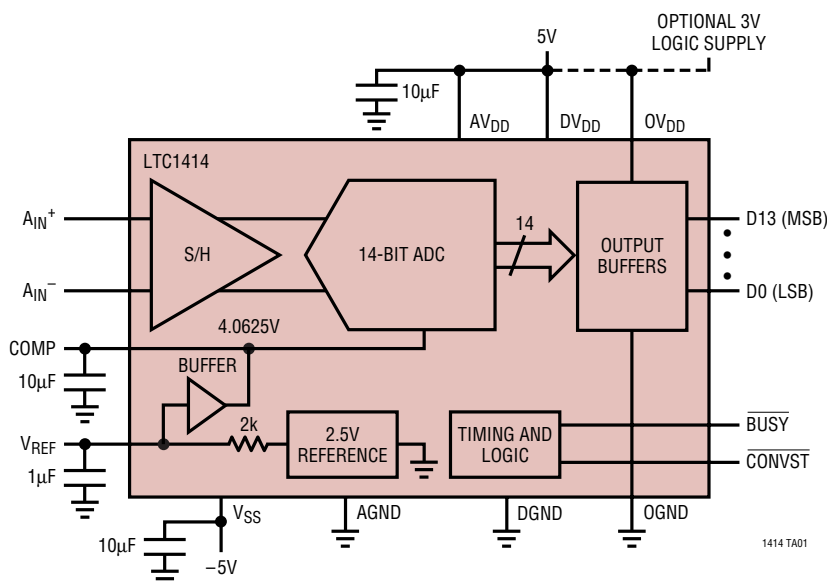 OPTIONAL 3V
LOGIC SUPPLY
5V
10µF
AVDD
DVDD
OVDD
LTC1414
AIN+
S/H
14-BIT ADC
14
OUTPUT
BUFFERS
D13 (MSB)
AIN−
D0 (LSB)
4.0625V
COMP
BUFFER
10µF
2k
2.5V
REFERENCE
TIMING AND
LOGIC
BUSY
VREF
CONVST
1µF
VSS
AGND
DGND
OGND
10µF
−5V
1414 TA01